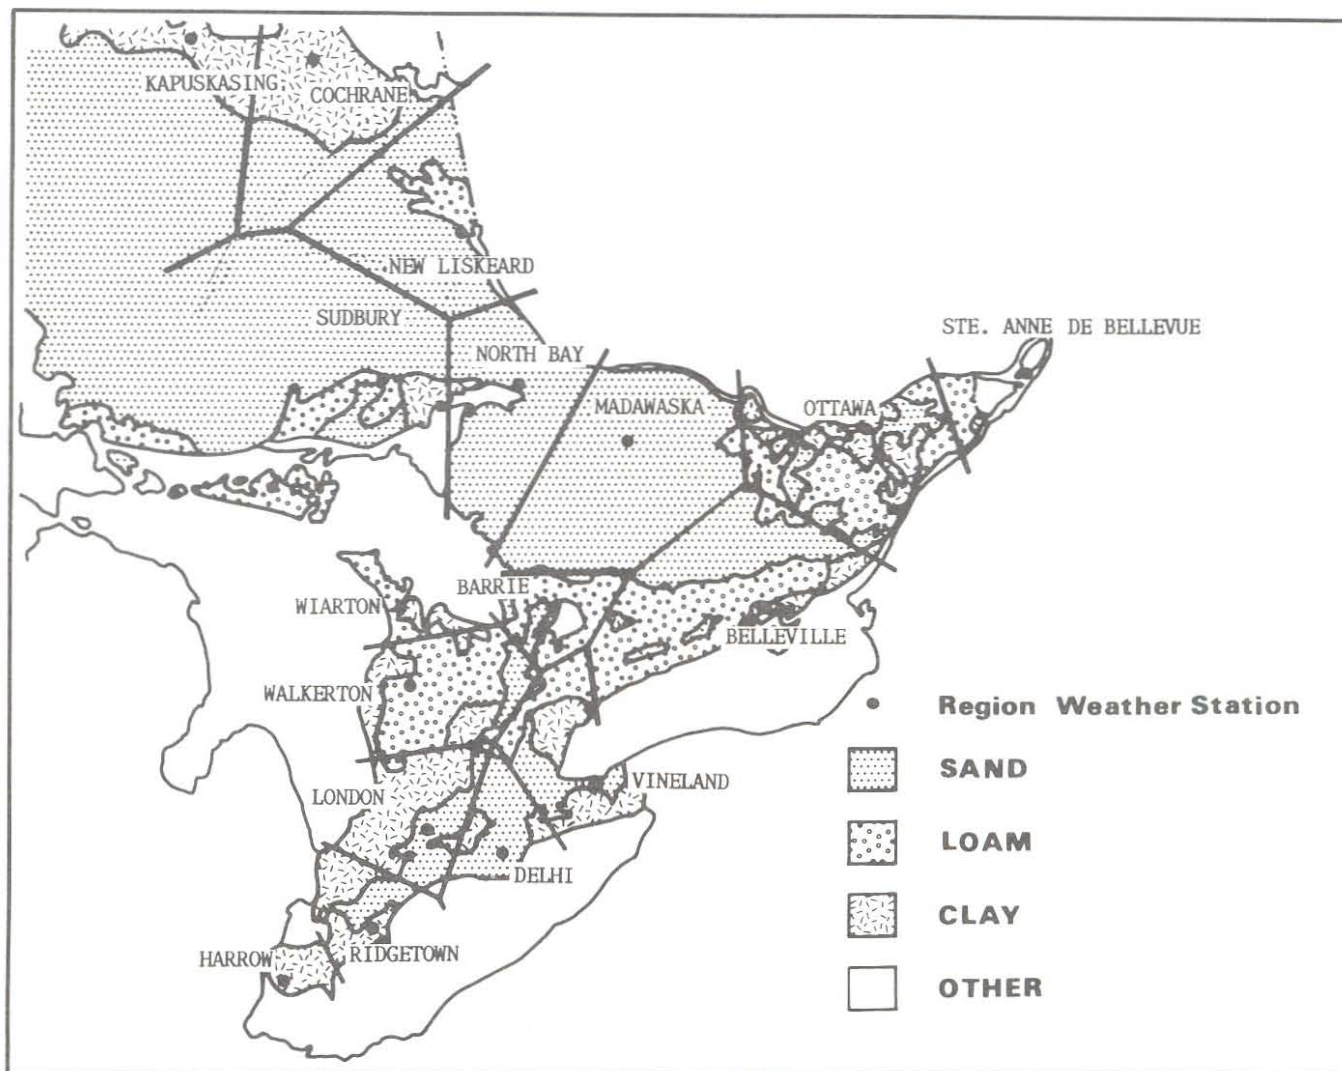 KAPUSKASING
COCHRANE
NEW LISKEARD
SUDBURY
NORTH BAY
STE. ANNE DE BELLEVUE
MADAWASKA
OTTAWA
BARRIE
WIARTON
BELLEVILLE
WALKERTON
LONDON
VINELAND
DELHI
HARROW
RIDGETOWN
Region Weather Station
SAND
LOAM
CLAY
OTHER